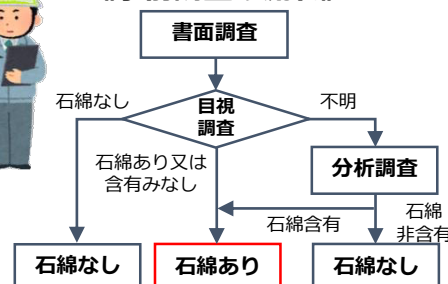 書面調査
石綿なし
目視
調査
不明
石綿あり又は
含有みなし
分析調査
石綿含有
石綿
非含有
石綿なし
石綿あり
石綿なし